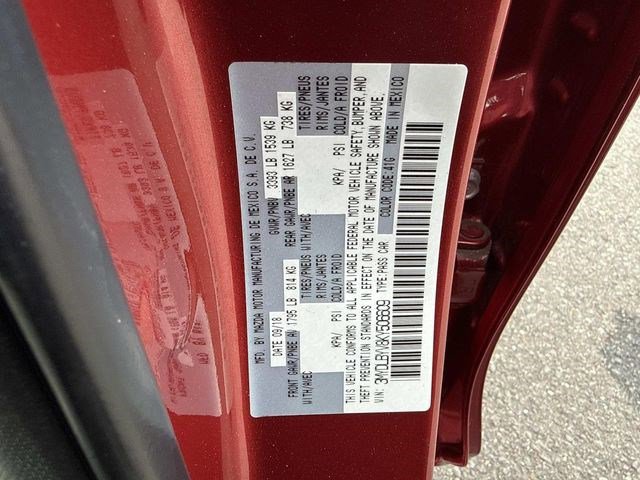 MFD. BY MAZDA MOTOR MANUFACTURING DE MEXICO S.A. DE C.V.
DATE 09/18 GVWR/PNBV 3393 LB 1539 KG
FRONT GAWR/PNBE AV 1795 LB 814 KG REAR GAWR/PNBE AR 1627 LB 738 KG
WITH/AVEC TIRES/PNEUS WITH/AVEC TIRES/PNEUS
RIMS/JANTES RIMS/JANTES
KPA/ PSI COLD/A FROID KPA/ PSI COLD/A FROID
THIS VEHICLE CONFORMS TO ALL APPLICABLE FEDERAL MOTOR VEHICLE SAFETY, BUMPER, AND
THEFT PREVENTION STANDARDS IN EFFECT ON THE DATE OF MANUFACTURE SHOWN ABOVE.
VIN: TYPE:PASS CAR COLOR CODE:41G MADE IN MEXICO